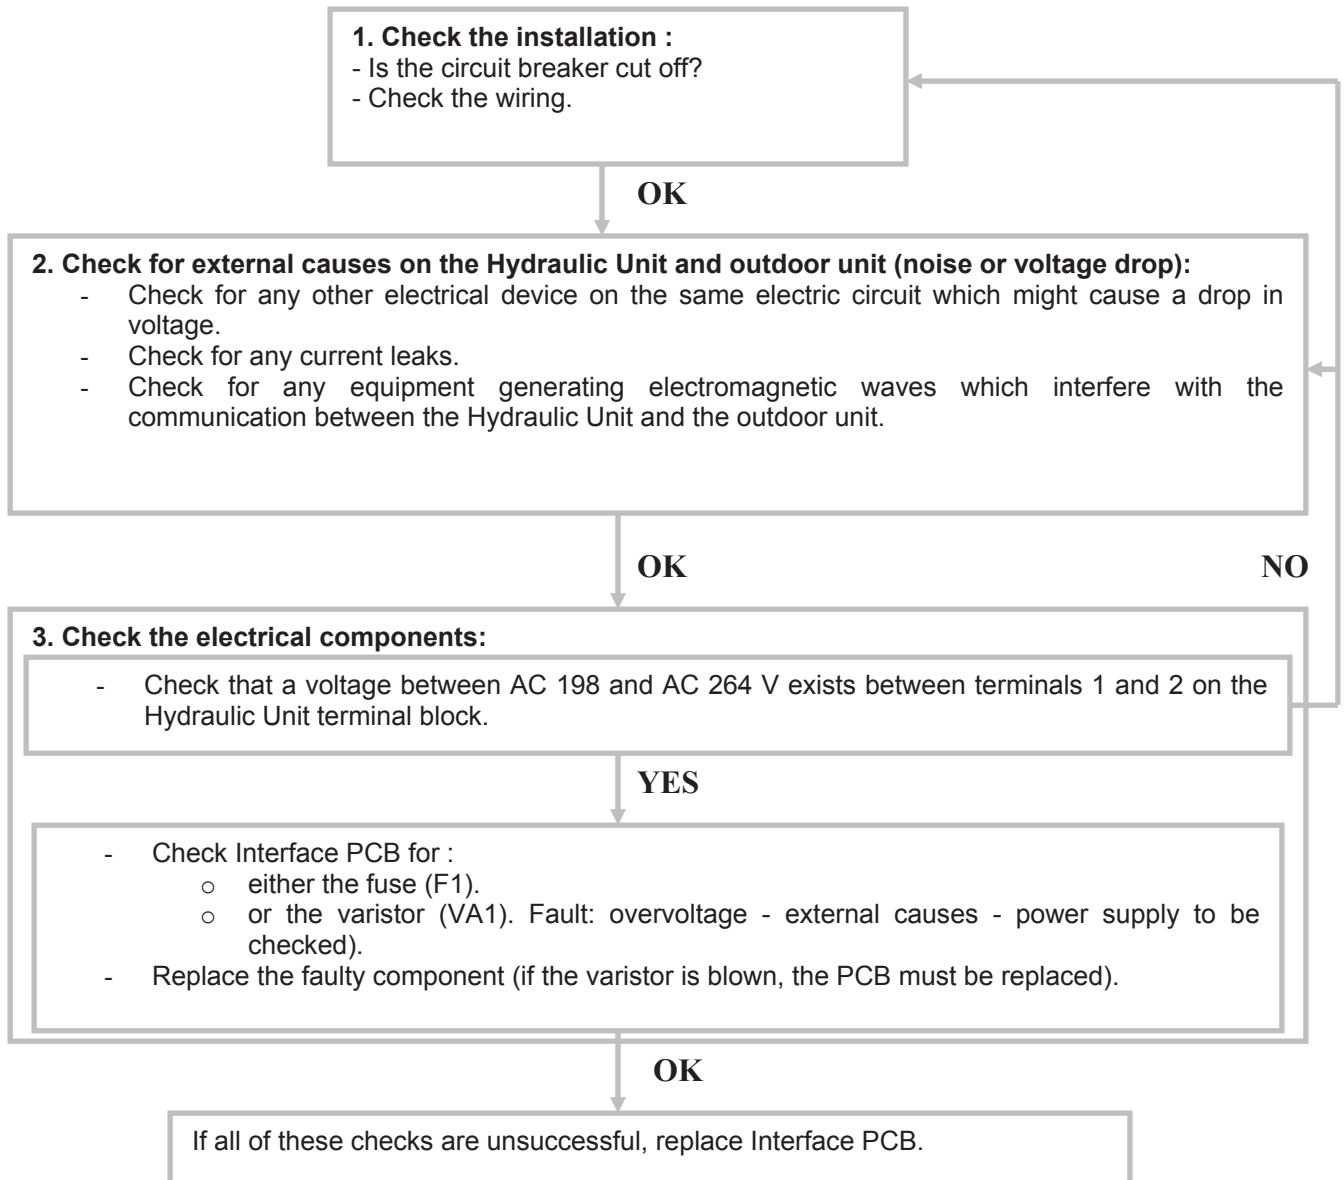 1. Check the installation :
- Is the circuit breaker cut off?
- Check the wiring.
OK
2. Check for external causes on the Hydraulic Unit and outdoor unit (noise or voltage drop):
- Check for any other electrical device on the same electric circuit which might cause a drop in
voltage.
- Check for any current leaks.
- Check for any equipment generating electromagnetic waves which interfere with the
communication between the Hydraulic Unit and the outdoor unit.
OK
NO
3. Check the electrical components:
- Check that a voltage between AC 198 and AC 264 V exists between terminals 1 and 2 on the
Hydraulic Unit terminal block.
YES
- Check Interface PCB for :
o either the fuse (F1).
o or the varistor (VA1). Fault: overvoltage - external causes - power supply to be
checked).
- Replace the faulty component (if the varistor is blown, the PCB must be replaced).
OK
If all of these checks are unsuccessful, replace Interface PCB.